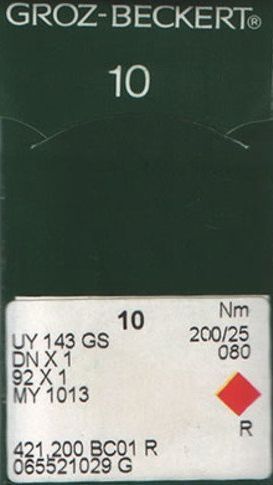 GROZ-BECKERT®
10
10
Nm
UY 143 GS
200/25
DN X 1
080
92 X 1
MY 1013
R
421.200 BC01 R
065521029 G